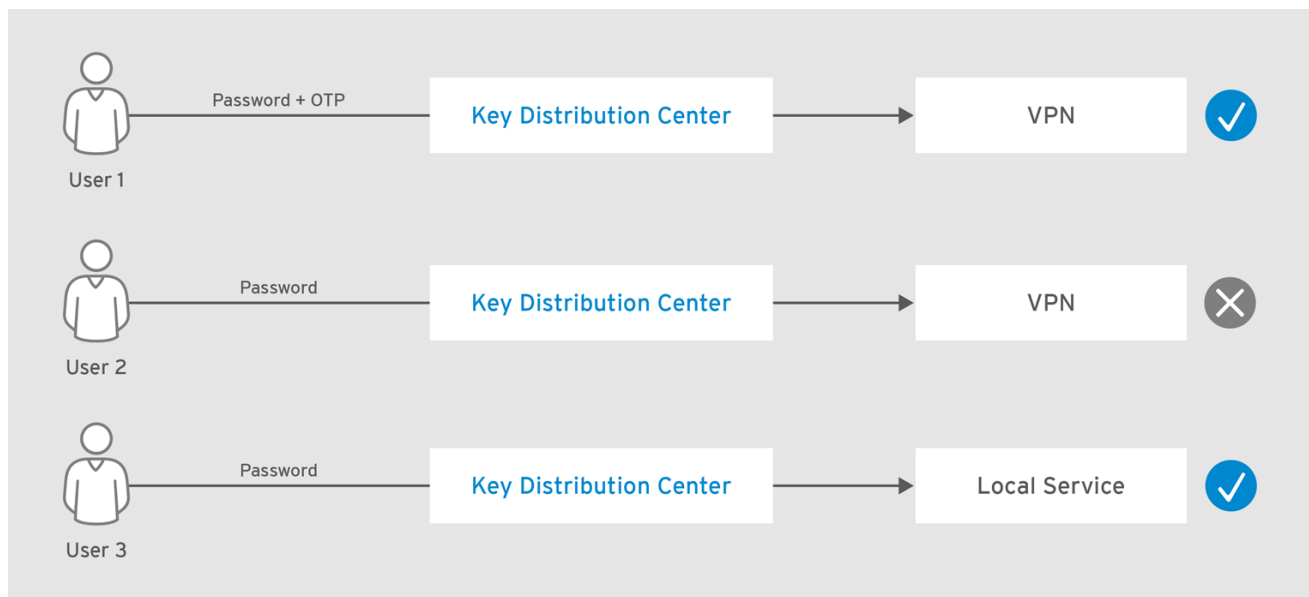 Password + OTP
Key Distribution Center
VPN
User 1
Password
Key Distribution Center
VPN
User 2
Password
Key Distribution Center
Local Service
User 3